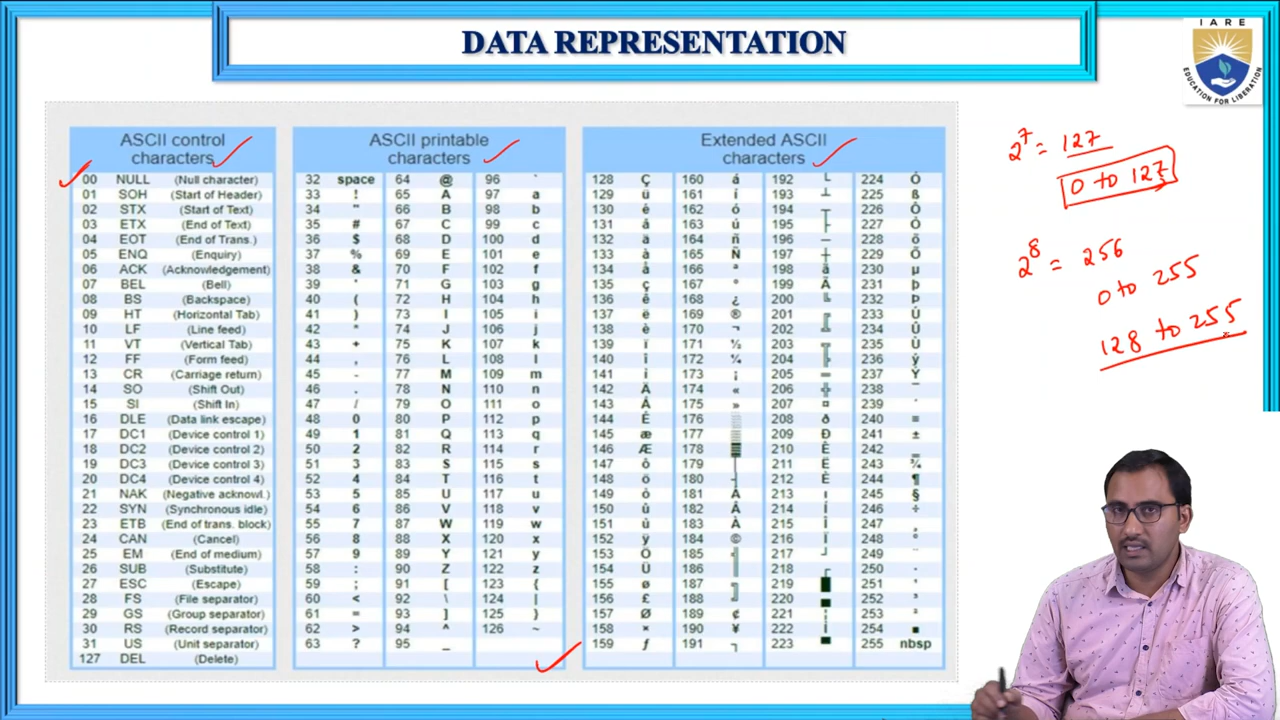 DATA REPRESENTATION
IARE
EDUCATION FOR LIBERATION
ASCII control
characters
00 NULL (Null character)
01 SOH (Start of Header)
02 STX (Start of Text)
03 ETX (End of Text)
04 EOT (End of Trans.)
05 ENQ (Enquiry)
06 ACK (Acknowledgement)
07 BEL (Bell)
08 BS (Backspace)
09 HT (Horizontal Tab)
10 LF (Line feed)
11 VT (Vertical Tab)
12 FF (Form feed)
13 CR (Carriage return)
14 SO (Shift Out)
15 SI (Shift In)
16 DLE (Data link escape)
17 DC1 (Device control 1)
18 DC2 (Device control 2)
19 DC3 (Device control 3)
20 DC4 (Device control 4)
21 NAK (Negative acknowl.)
22 SYN (Synchronous idle)
23 ETB (End of trans. block)
24 CAN (Cancel)
25 EM (End of medium)
26 SUB (Substitute)
27 ESC (Escape)
28 FS (File separator)
29 GS (Group separator)
30 RS (Record separator)
31 US (Unit separator)
127 DEL (Delete)
ASCII printable
characters
32 space 64 @ 96 `
33 ! 65 A 97 a
34 " 66 B 98 b
35 # 67 C 99 c
36 $ 68 D 100 d
37 % 69 E 101 e
38 & 70 F 102 f
39 ' 71 G 103 g
40 ( 72 H 104 h
41 ) 73 I 105 i
42 * 74 J 106 j
43 + 75 K 107 k
44 , 76 L 108 l
45 - 77 M 109 m
46 . 78 N 110 n
47 / 79 O 111 o
48 0 80 P 112 p
49 1 81 Q 113 q
50 2 82 R 114 r
51 3 83 S 115 s
52 4 84 T 116 t
53 5 85 U 117 u
54 6 86 V 118 v
55 7 87 W 119 w
56 8 88 X 120 x
57 9 89 Y 121 y
58 : 90 Z 122 z
59 ; 91 [ 123 {
60 < 92 \ 124 |
61 = 93 ] 125 }
62 > 94 ^ 126 ~
63 ? 95 _
Extended ASCII
characters
128 Ç 160 á 192 └ 224 Ó
129 ü 161 í 193 ┴ 225 ß
130 é 162 ó 194 ┬ 226 Ô
131 â 163 ú 195 ├ 227 Ò
132 ä 164 ñ 196 ─ 228 õ
133 à 165 Ñ 197 ┼ 229 Õ
134 å 166 ª 198 ã 230 µ
135 ç 167 º 199 Ã 231 þ
136 ê 168 ¿ 200 ╚ 232 Þ
137 ë 169 ® 201 ╔ 233 Ú
138 è 170 ¬ 202 ╩ 234 Û
139 ï 171 ½ 203 ╦ 235 Ù
140 î 172 ¼ 204 ╠ 236 ý
141 ì 173 ¡ 205 ═ 237 Ý
142 Ä 174 « 206 ╬ 238 ¯
143 Å 175 » 207 ¤ 239 ´
144 É 176 ░ 208 ð 240 ≡
145 æ 177 ▒ 209 Ð 241 ±
146 Æ 178 ▓ 210 Ê 242 ‗
147 ô 179 │ 211 Ë 243 ¾
148 ö 180 ┤ 212 È 244 ¶
149 ò 181 Á 213 ı 245 §
150 û 182 Â 214 Í 246 ÷
151 ù 183 À 215 Î 247 ¸
152 ÿ 184 © 216 Ï 248 °
153 Ö 185 ╣ 217 ┘ 249 ¨
154 Ü 186 ║ 218 ┌ 250 ·
155 ø 187 ╗ 219 █ 251 ¹
156 £ 188 ╝ 220 ▄ 252 ³
157 Ø 189 ¢ 221 ¦ 253 ²
158 × 190 ¥ 222 Ì 254 ■
159 ƒ 191 ┐ 223 ▀ 255 nbsp
2⁷ = 127
0 to 127
2⁸ = 256
0 to 255
128 to 255